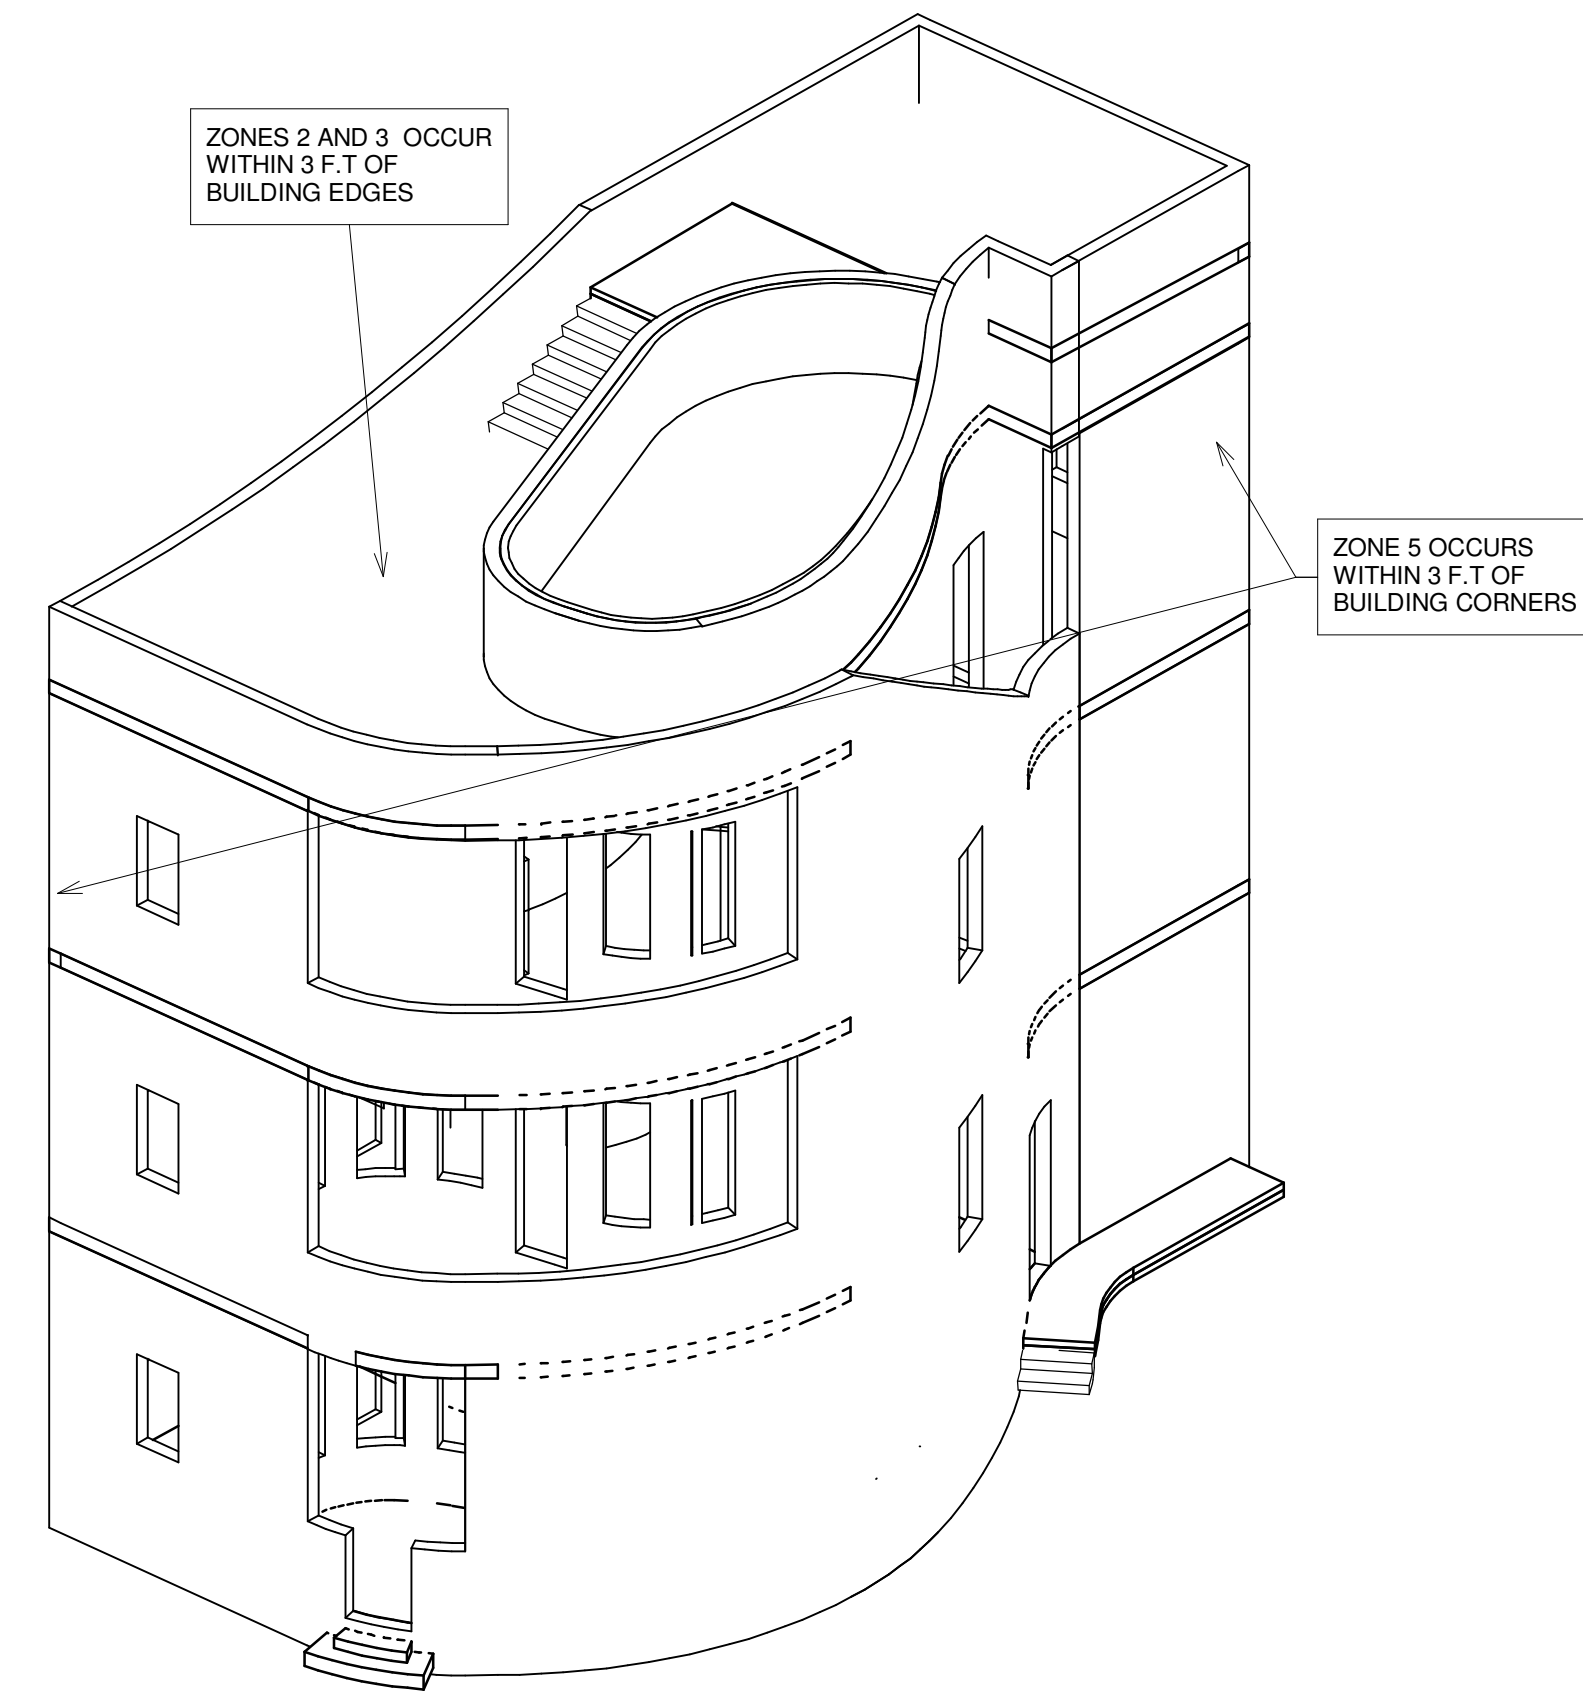 ZONES 2 AND 3 OCCUR
WITHIN 3 F.T OF
BUILDING EDGES
ZONE 5 OCCURS
WITHIN 3 F.T OF
BUILDING CORNERS